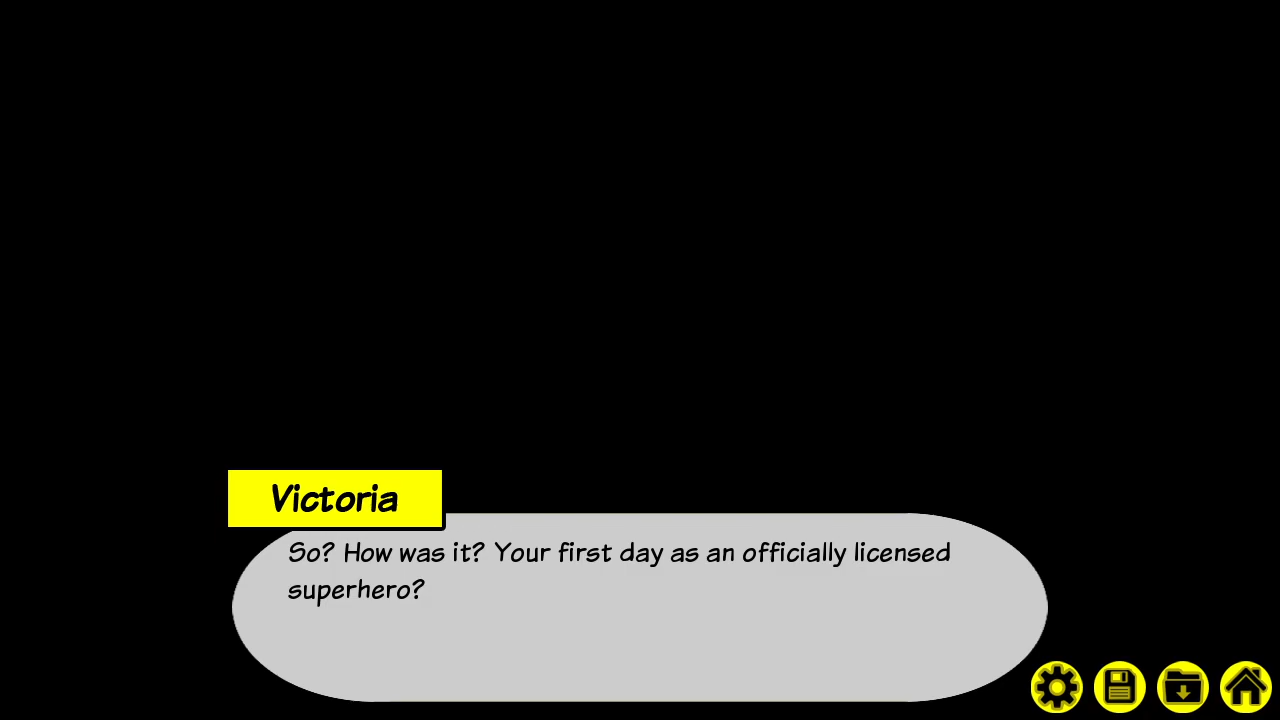 Victoria
So? How was it? Your first day as an officially licensed
superhero?